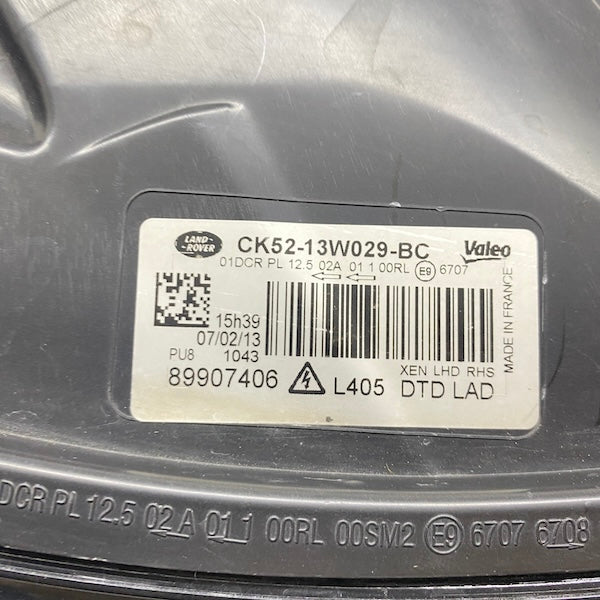 LAND-
-ROVER
CK52-13W029-BC
Valeo
01DCR PL 12.5 02A 01 1 00RL E9 6707
MADE IN FRANCE
15h39
07/02/13
PU8 1043
XEN LHD RHS
89907406 L405 DTD LAD
DCR PL 12.5 02 A 01 1 00RL 00SM2 E9 6707 6708